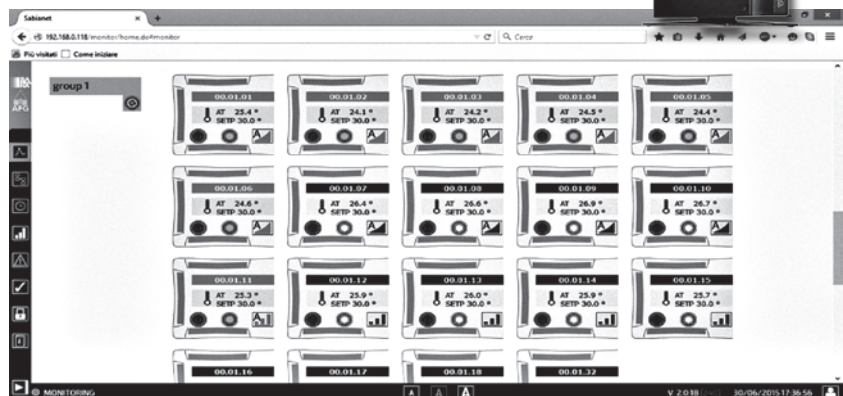 Sabianet
192.168.0.118/monitor/home.do#monitor
Cerca
Più visitati Come iniziare
group 1
00.01.01
AT 25.4 °
SETP 30.0 °
A
00.01.02
AT 24.1 °
SETP 30.0 °
A
00.01.03
AT 24.2 °
SETP 30.0 °
A
00.01.04
AT 24.5 °
SETP 30.0 °
A
00.01.05
AT 24.4 °
SETP 30.0 °
A
00.01.06
AT 24.6 °
SETP 30.0 °
A
00.01.07
AT 26.4 °
SETP 30.0 °
A
00.01.08
AT 26.6 °
SETP 30.0 °
A
00.01.09
AT 26.9 °
SETP 30.0 °
A
00.01.10
AT 26.7 °
SETP 30.0 °
A
00.01.11
AT 25.3 °
SETP 30.0 °
A
00.01.12
AT 25.9 °
SETP 30.0 °
00.01.13
AT 26.0 °
SETP 30.0 °
00.01.14
AT 25.9 °
SETP 30.0 °
00.01.15
AT 25.7 °
SETP 30.0 °
00.01.16
00.01.17
00.01.18
00.01.32
MONITORING
A A A
V 2.0.18
30/06/2015 17:36:56